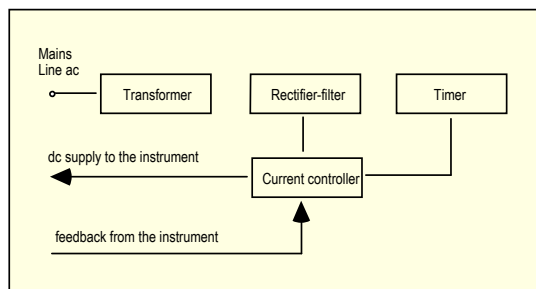 Mains
Line ac
Transformer
Rectifier-filter
Timer
dc supply to the instrument
Current controller
feedback from the instrument